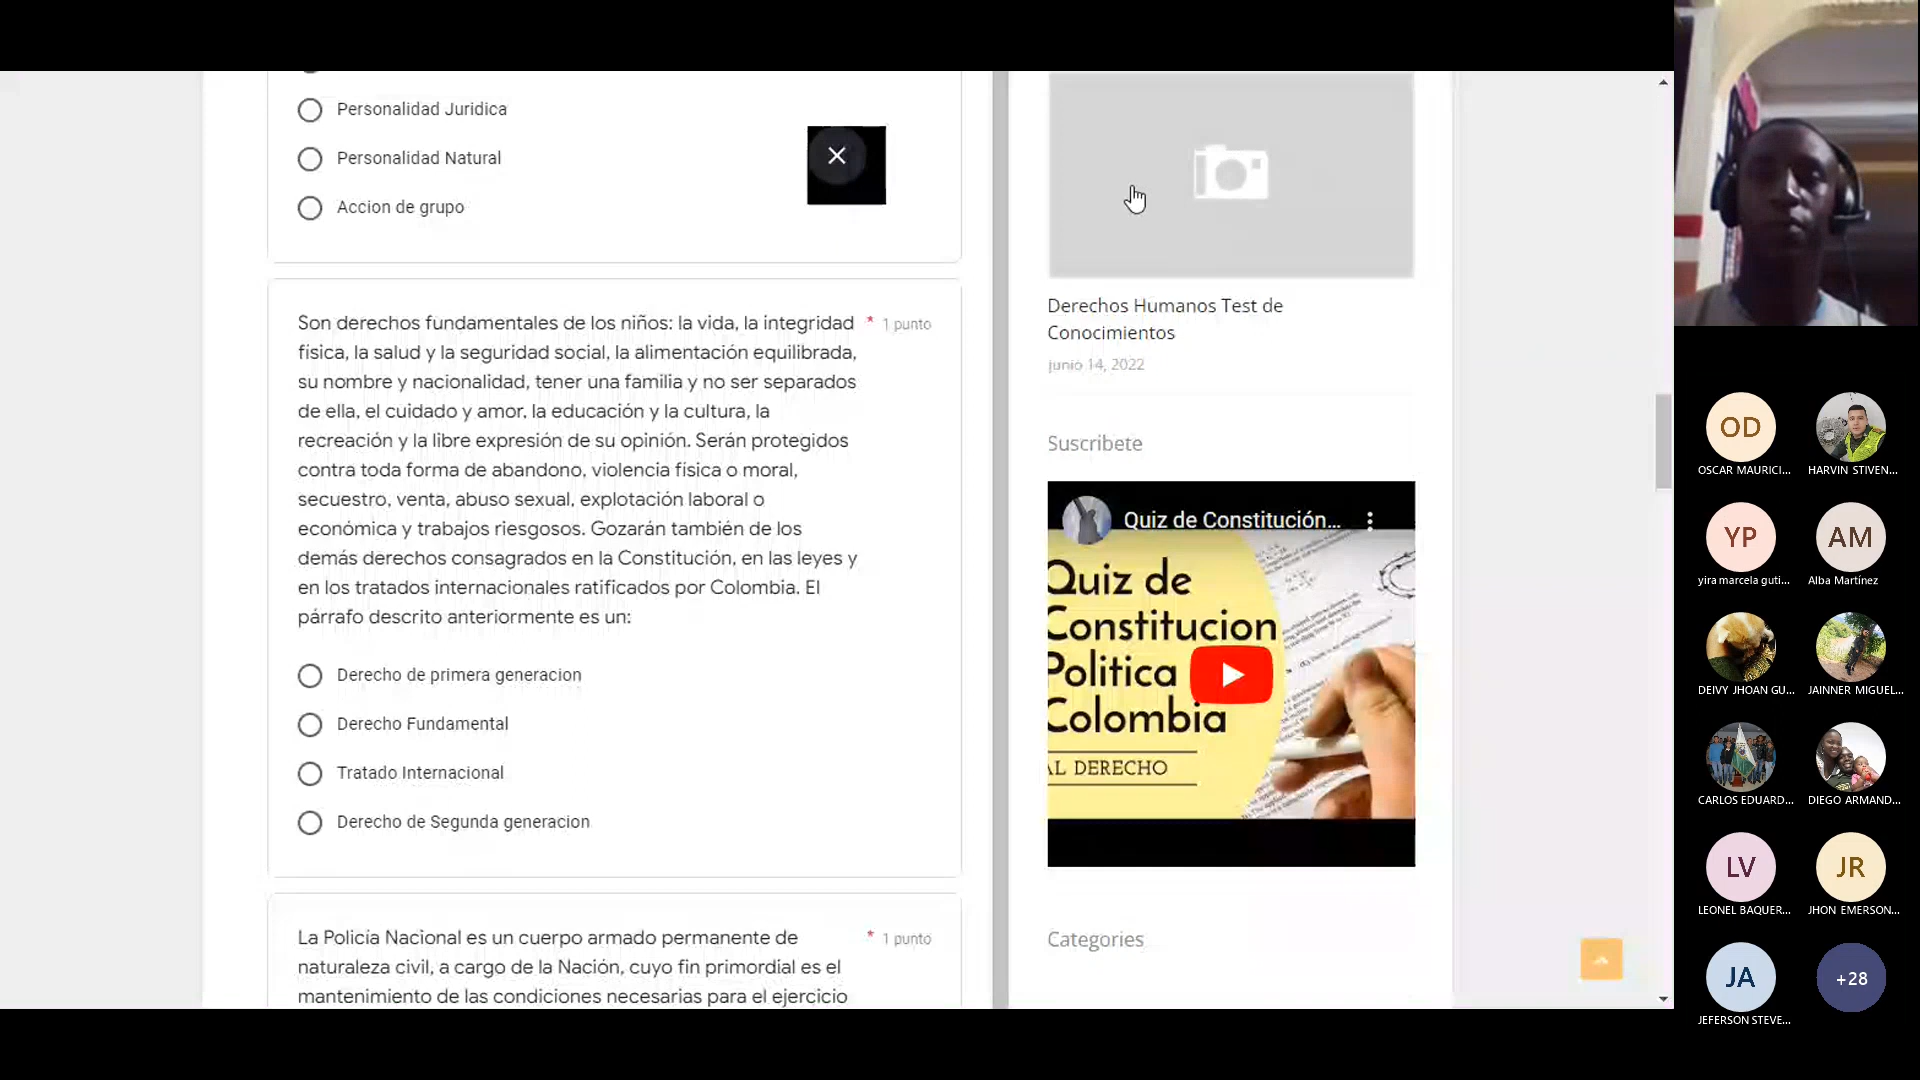 Personalidad Juridica
Personalidad Natural
Accion de grupo
Son derechos fundamentales de los niños: la vida, la integridad * 1 punto
física, la salud y la seguridad social, la alimentación equilibrada,
su nombre y nacionalidad, tener una familia y no ser separados
de ella, el cuidado y amor, la educación y la cultura, la
recreación y la libre expresión de su opinión. Serán protegidos
contra toda forma de abandono, violencia física o moral,
secuestro, venta, abuso sexual, explotación laboral o
económica y trabajos riesgosos. Gozarán también de los
demás derechos consagrados en la Constitución, en las leyes y
en los tratados internacionales ratificados por Colombia. El
párrafo descrito anteriormente es un:
Derecho de primera generacion
Derecho Fundamental
Tratado Internacional
Derecho de Segunda generacion
La Policía Nacional es un cuerpo armado permanente de * 1 punto
naturaleza civil, a cargo de la Nación, cuyo fin primordial es el
mantenimiento de las condiciones necesarias para el ejercicio
Derechos Humanos Test de
Conocimientos
junio 14, 2022
Suscribete
Quiz de Constitución...
Quiz de
Constitucion
Politica
Colombia
AL DERECHO
Categories
OD
OSCAR MAURICI...
HARVIN STIVEN...
YP
AM
yira marcela guti...
Alba Martínez
DEIVY JHOAN GU...
JAINNER MIGUEL...
CARLOS EDUARD...
DIEGO ARMAND...
LV
JR
LEONEL BAQUER...
JHON EMERSON...
JA
+28
JEFERSON STEVE...